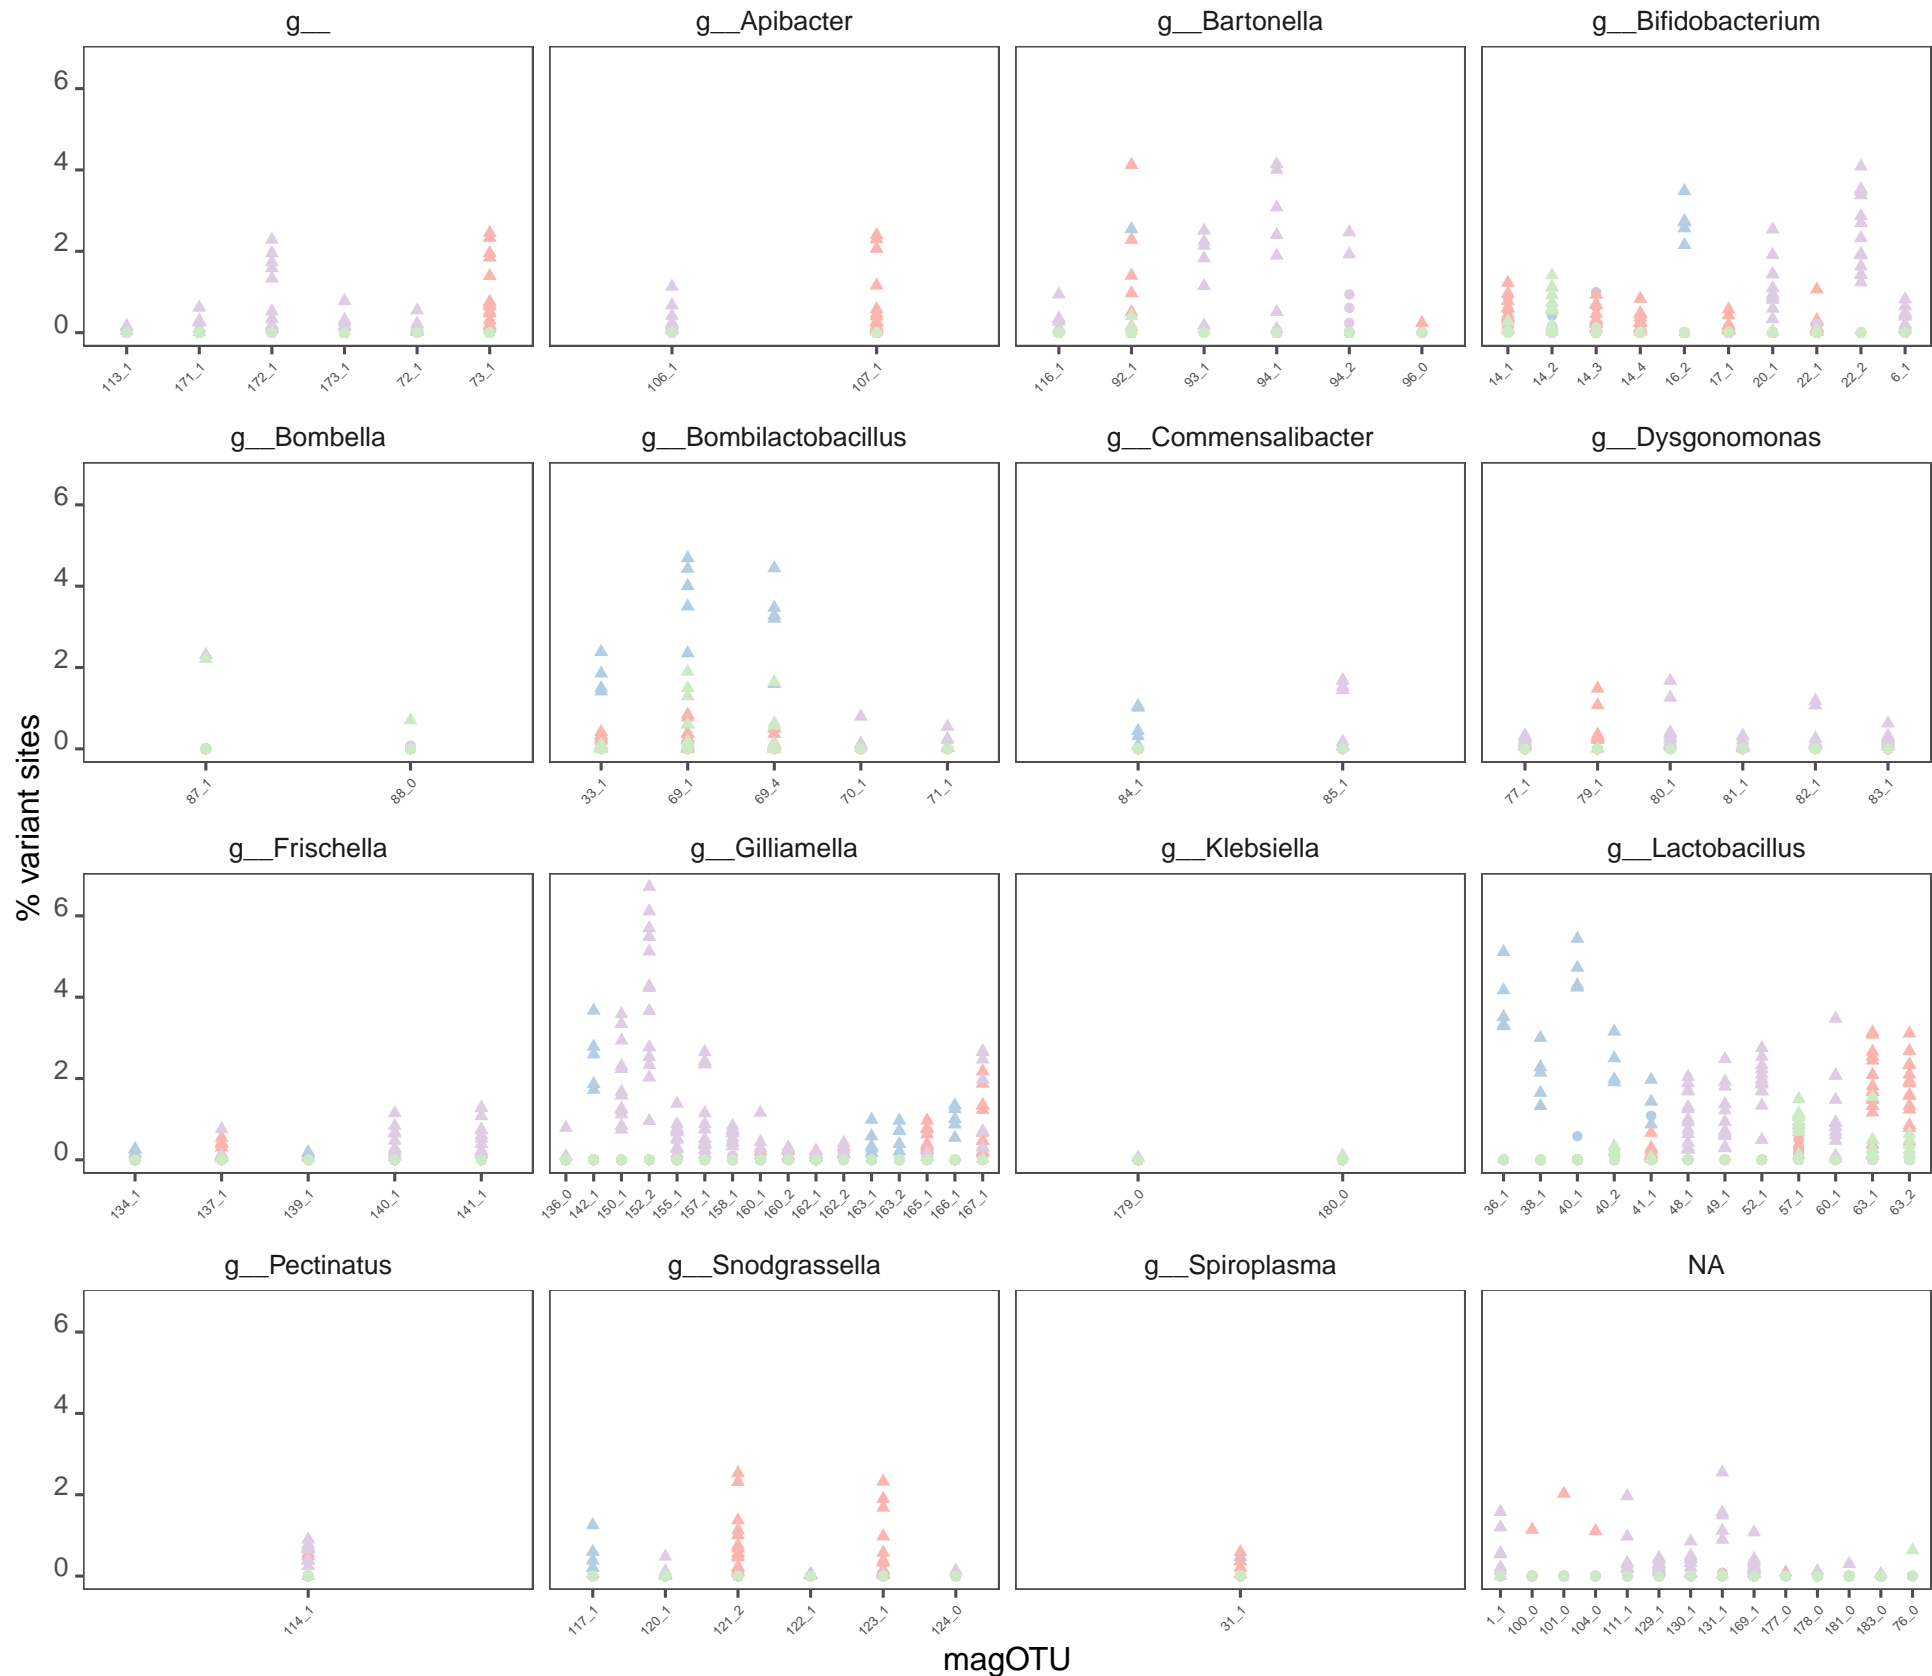 g__ g__Apibacter g__Bartonella g__Bifidobacterium
6
4
2
0
113_1 171_1 172_1 173_1 72_1 73_1 106_1 107_1 116_1 92_1 93_1 94_1 94_2 96_0 14_1 14_2 14_3 14_4 16_2 17_1 20_1 22_1 22_2 6_1
g__Bombella g__Bombilactobacillus g__Commensalibacter g__Dysgonomonas
6
4
2
0
87_1 88_0 33_1 69_1 69_4 70_1 71_1 84_1 85_1 77_1 79_1 80_1 81_1 82_1 83_1
% variant sites
g__Frischella g__Gilliamella g__Klebsiella g__Lactobacillus
6
4
2
0
134_1 137_1 139_1 140_1 141_1 136_0 142_1 150_1 152_2 155_1 157_1 158_1 160_1 160_2 162_1 162_2 163_1 163_2 165_1 166_1 167_1 179_0 180_0 36_1 38_1 40_1 40_2 41_1 48_1 49_1 52_1 57_1 60_1 63_1 63_2
g__Pectinatus g__Snodgrassella g__Spiroplasma NA
6
4
2
0
114_1 117_1 120_1 121_2 122_1 123_1 124_0 31_1 1_1 100_0 101_0 104_0 111_1 129_1 130_1 131_1 169_1 177_0 178_0 181_0 183_0 76_0
magOTU